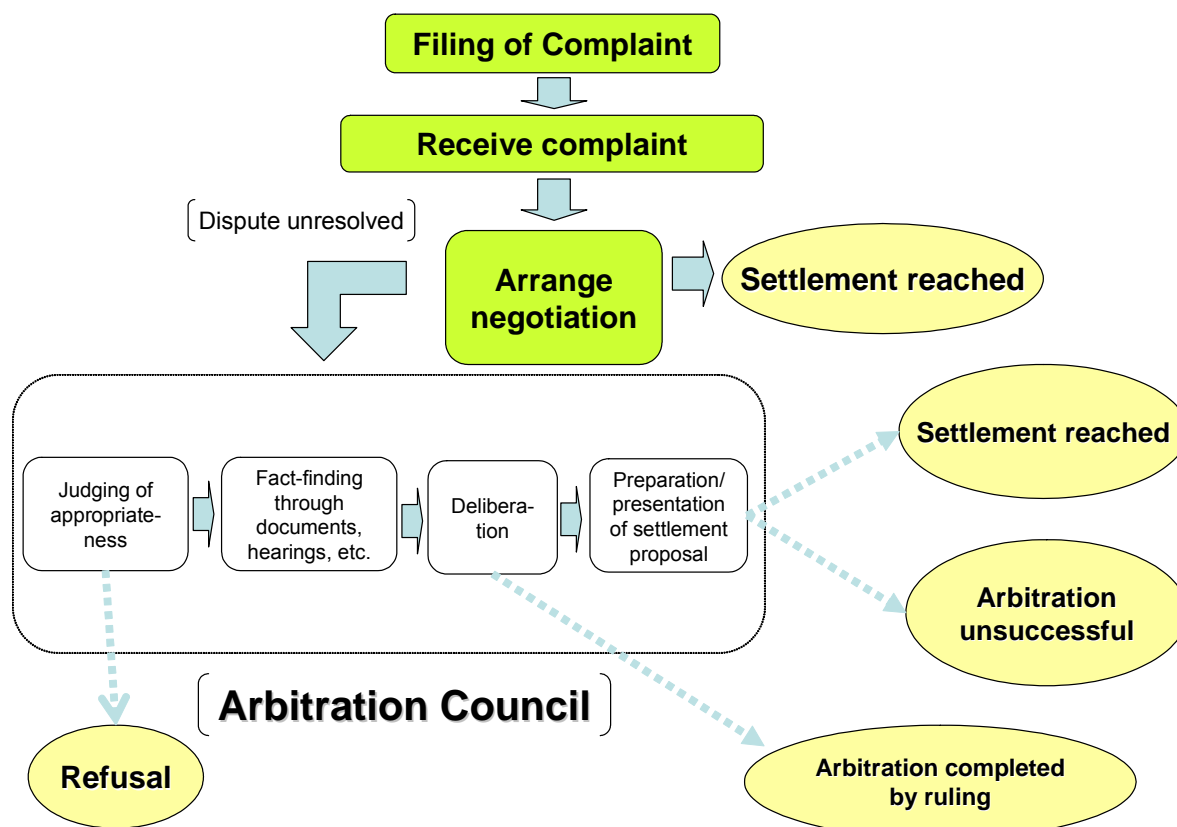 Filing of Complaint
Receive complaint
Dispute unresolved
Arrange
negotiation
Settlement reached
Judging of
appropriate-
ness
Fact-finding
through
documents,
hearings, etc.
Delibera-
tion
Preparation/
presentation
of settlement
proposal
Settlement reached
Arbitration
unsuccessful
Arbitration Council
Refusal
Arbitration completed
by ruling